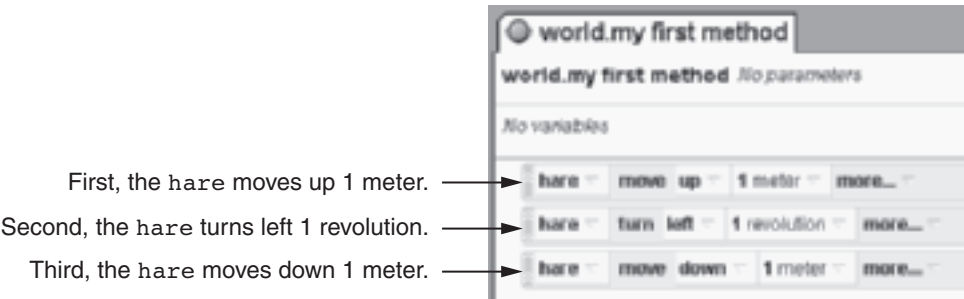 world.my first method
world.my first method No parameters
No variables
First, the hare moves up 1 meter.
hare move up 1 meter more...
Second, the hare turns left 1 revolution.
hare turn left 1 revolution more...
Third, the hare moves down 1 meter.
hare move down 1 meter more...